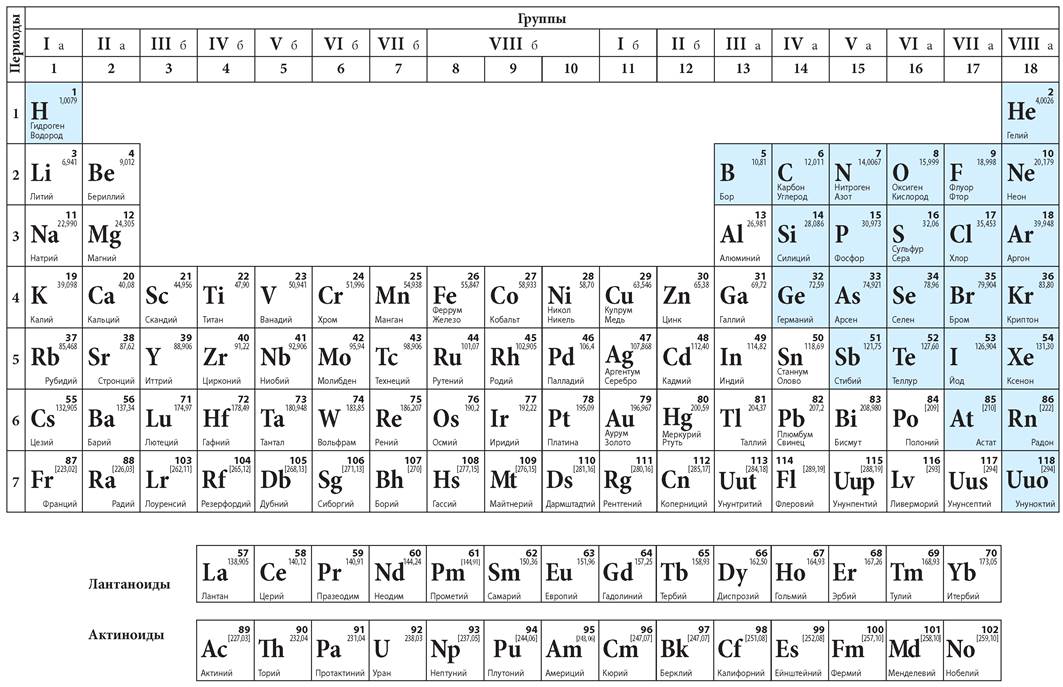 Периоды
Группы
I а II а III б IV б V б VI б VII б VIII б I б II б III а IV а V а VI а VII а VIII а
1 2 3 4 5 6 7 8 9 10 11 12 13 14 15 16 17 18
1
H 1 1,0079 Гидроген Водород
He 2 4,0026 Гелий
2
Li 3 6,941 Литий
Be 4 9,012 Бериллий
B 5 10,81 Бор
C 6 12,011 Карбон Углерод
N 7 14,0067 Нитроген Азот
O 8 15,999 Оксиген Кислород
F 9 18,998 Флуор Фтор
Ne 10 20,179 Неон
3
Na 11 22,990 Натрий
Mg 12 24,305 Магний
Al 13 26,981 Алюминий
Si 14 28,086 Силиций
P 15 30,973 Фосфор
S 16 32,06 Сульфур Сера
Cl 17 35,453 Хлор
Ar 18 39,948 Аргон
4
K 19 39,098 Калий
Ca 20 40,08 Кальций
Sc 21 44,956 Скандий
Ti 22 47,90 Титан
V 23 50,941 Ванадий
Cr 24 51,996 Хром
Mn 25 54,938 Манган
Fe 26 55,847 Феррум Железо
Co 27 58,933 Кобальт
Ni 28 58,70 Никол Никель
Cu 29 63,546 Купрум Медь
Zn 30 65,38 Цинк
Ga 31 69,72 Галлий
Ge 32 72,59 Германий
As 33 74,921 Арсен
Se 34 78,96 Селен
Br 35 79,904 Бром
Kr 36 83,80 Криптон
5
Rb 37 85,468 Рубидий
Sr 38 87,62 Стронций
Y 39 88,906 Иттрий
Zr 40 91,22 Цирконий
Nb 41 92,906 Ниобий
Mo 42 95,94 Молибден
Tc 43 98,906 Технеций
Ru 44 101,07 Рутений
Rh 45 102,905 Родий
Pd 46 106,4 Палладий
Ag 47 107,868 Аргентум Серебро
Cd 48 112,40 Кадмий
In 49 114,82 Индий
Sn 50 118,69 Станнум Олово
Sb 51 121,75 Стибий
Te 52 127,60 Теллур
I 53 126,904 Йод
Xe 54 131,30 Ксенон
6
Cs 55 132,905 Цезий
Ba 56 137,34 Барий
Lu 71 174,97 Лютеций
Hf 72 178,49 Гафний
Ta 73 180,948 Тантал
W 74 183,85 Вольфрам
Re 75 186,207 Рений
Os 76 190,2 Осмий
Ir 77 192,22 Иридий
Pt 78 195,09 Платина
Au 79 196,967 Аурум Золото
Hg 80 200,59 Меркурий Ртуть
Tl 81 204,37 Таллий
Pb 82 207,2 Плюмбум Свинец
Bi 83 208,980 Бисмут
Po 84 [209] Полоний
At 85 [210] Астат
Rn 86 [222] Радон
7
Fr 87 [223,02] Франций
Ra 88 [226,03] Радий
Lr 103 [262,11] Лоуренсий
Rf 104 [265,12] Резерфордий
Db 105 [268,13] Дубний
Sg 106 [271,13] Сиборгий
Bh 107 [270] Борий
Hs 108 [277,15] Гассий
Mt 109 [276,15] Майтнерий
Ds 110 [281,16] Дармштадтий
Rg 111 [280,16] Рентгений
Cn 112 [285,17] Коперниций
Uut 113 [284,18] Унунтритий
Fl 114 [289,19] Флеровий
Uup 115 [288,19] Унунпентий
Lv 116 [293] Ливерморий
Uus 117 [294] Унунсептий
Uuo 118 [294] Унуноктий
Лантаноиды
La 57 138,905 Лантан
Ce 58 140,12 Церий
Pr 59 140,91 Празеодим
Nd 60 144,24 Неодим
Pm 61 [144,91] Прометий
Sm 62 150,36 Самарий
Eu 63 151,96 Европий
Gd 64 157,25 Гадолиний
Tb 65 158,93 Тербий
Dy 66 162,50 Диспрозий
Ho 67 164,93 Гольмий
Er 68 167,26 Эрбий
Tm 69 168,93 Тулий
Yb 70 173,05 Итербий
Актиноиды
Ac 89 [227,03] Актиний
Th 90 232,04 Торий
Pa 91 231,04 Протактиний
U 92 238,03 Уран
Np 93 [237,05] Нептуний
Pu 94 [244,06] Плутоний
Am 95 [243,06] Америций
Cm 96 [247,07] Кюрий
Bk 97 [247,07] Берклий
Cf 98 [251,08] Калифорний
Es 99 [252,08] Ейнштейний
Fm 100 [257,10] Фермий
Md 101 [258,10] Менделевий
No 102 [259,10] Нобелий